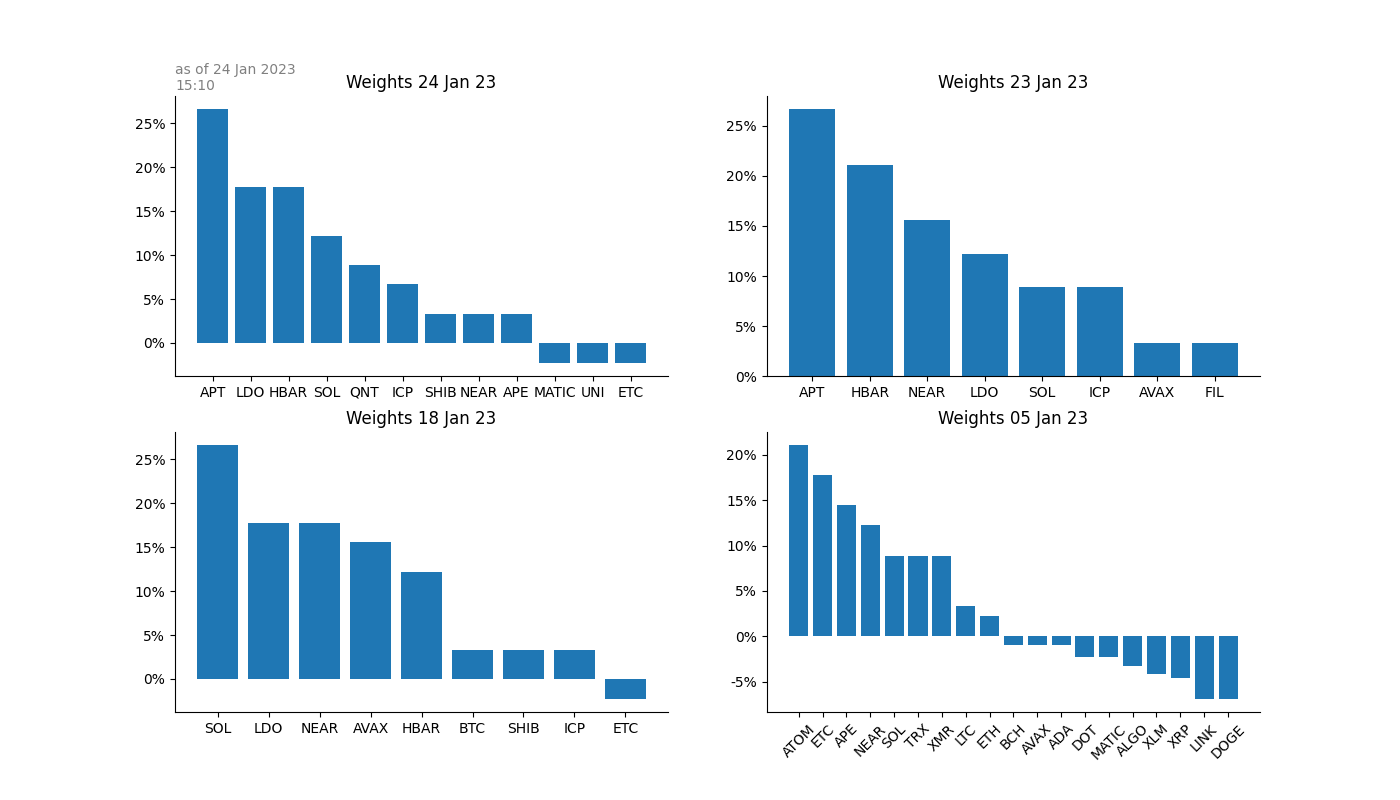 as of 24 Jan 2023
15:10
Weights 24 Jan 23
25%
20%
15%
10%
5%
0%
APT LDO HBAR SOL QNT ICP SHIB NEAR APE MATIC UNI ETC
Weights 23 Jan 23
25%
20%
15%
10%
5%
0%
APT HBAR NEAR LDO SOL ICP AVAX FIL
Weights 18 Jan 23
25%
20%
15%
10%
5%
0%
SOL LDO NEAR AVAX HBAR BTC SHIB ICP ETC
Weights 05 Jan 23
20%
15%
10%
5%
0%
-5%
ATOM ETC APE NEAR SOL TRX XMR LTC ETH BCH AVAX ADA DOT MATIC ALGO XLM XRP LINK DOGE